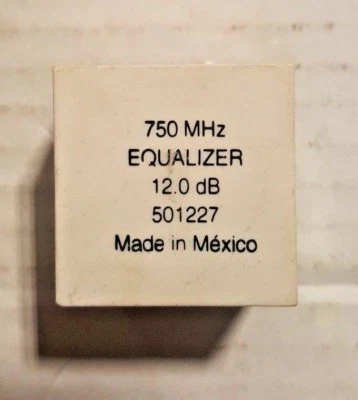 750 MHz
EQUALIZER
12.0 dB
501227
Made in México